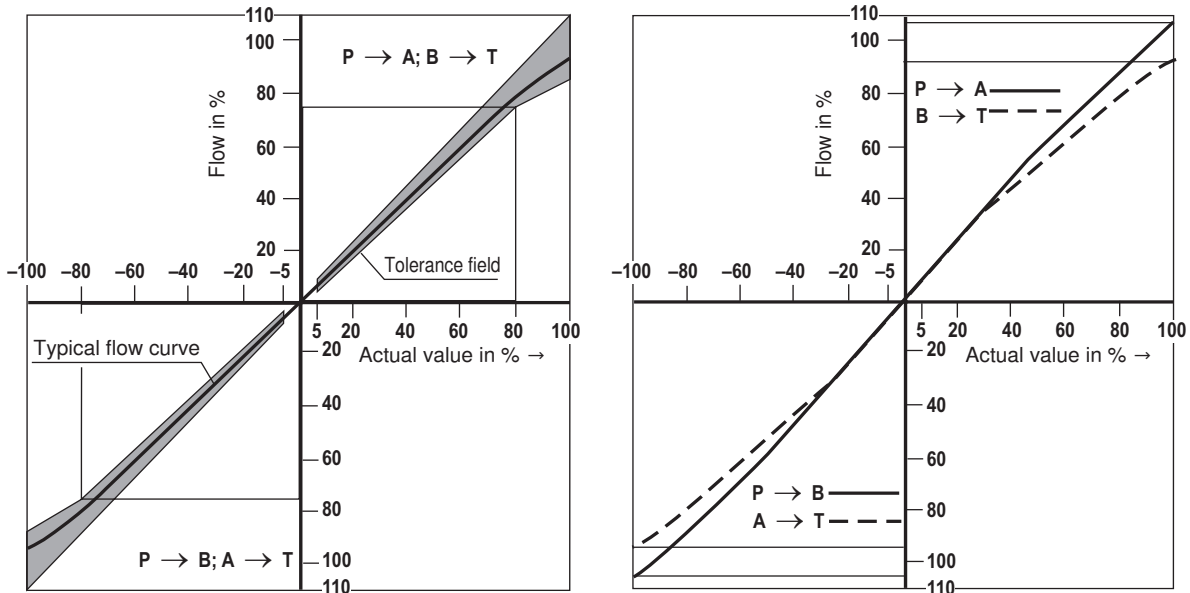 110
100
P → A; B → T
80
Flow in %
60
40
20
Tolerance field
–100 –80 –60 –40 –20 –5
5 20 40 60 80 100
Actual value in % →
Typical flow curve
20
40
60
80
P → B; A → T
100
110
110
100
P → A
B → T
80
Flow in %
60
40
20
–100 –80 –60 –40 –20 –5
5 20 40 60 80 100
Actual value in % →
20
40
60
P → B
A → T
80
100
110